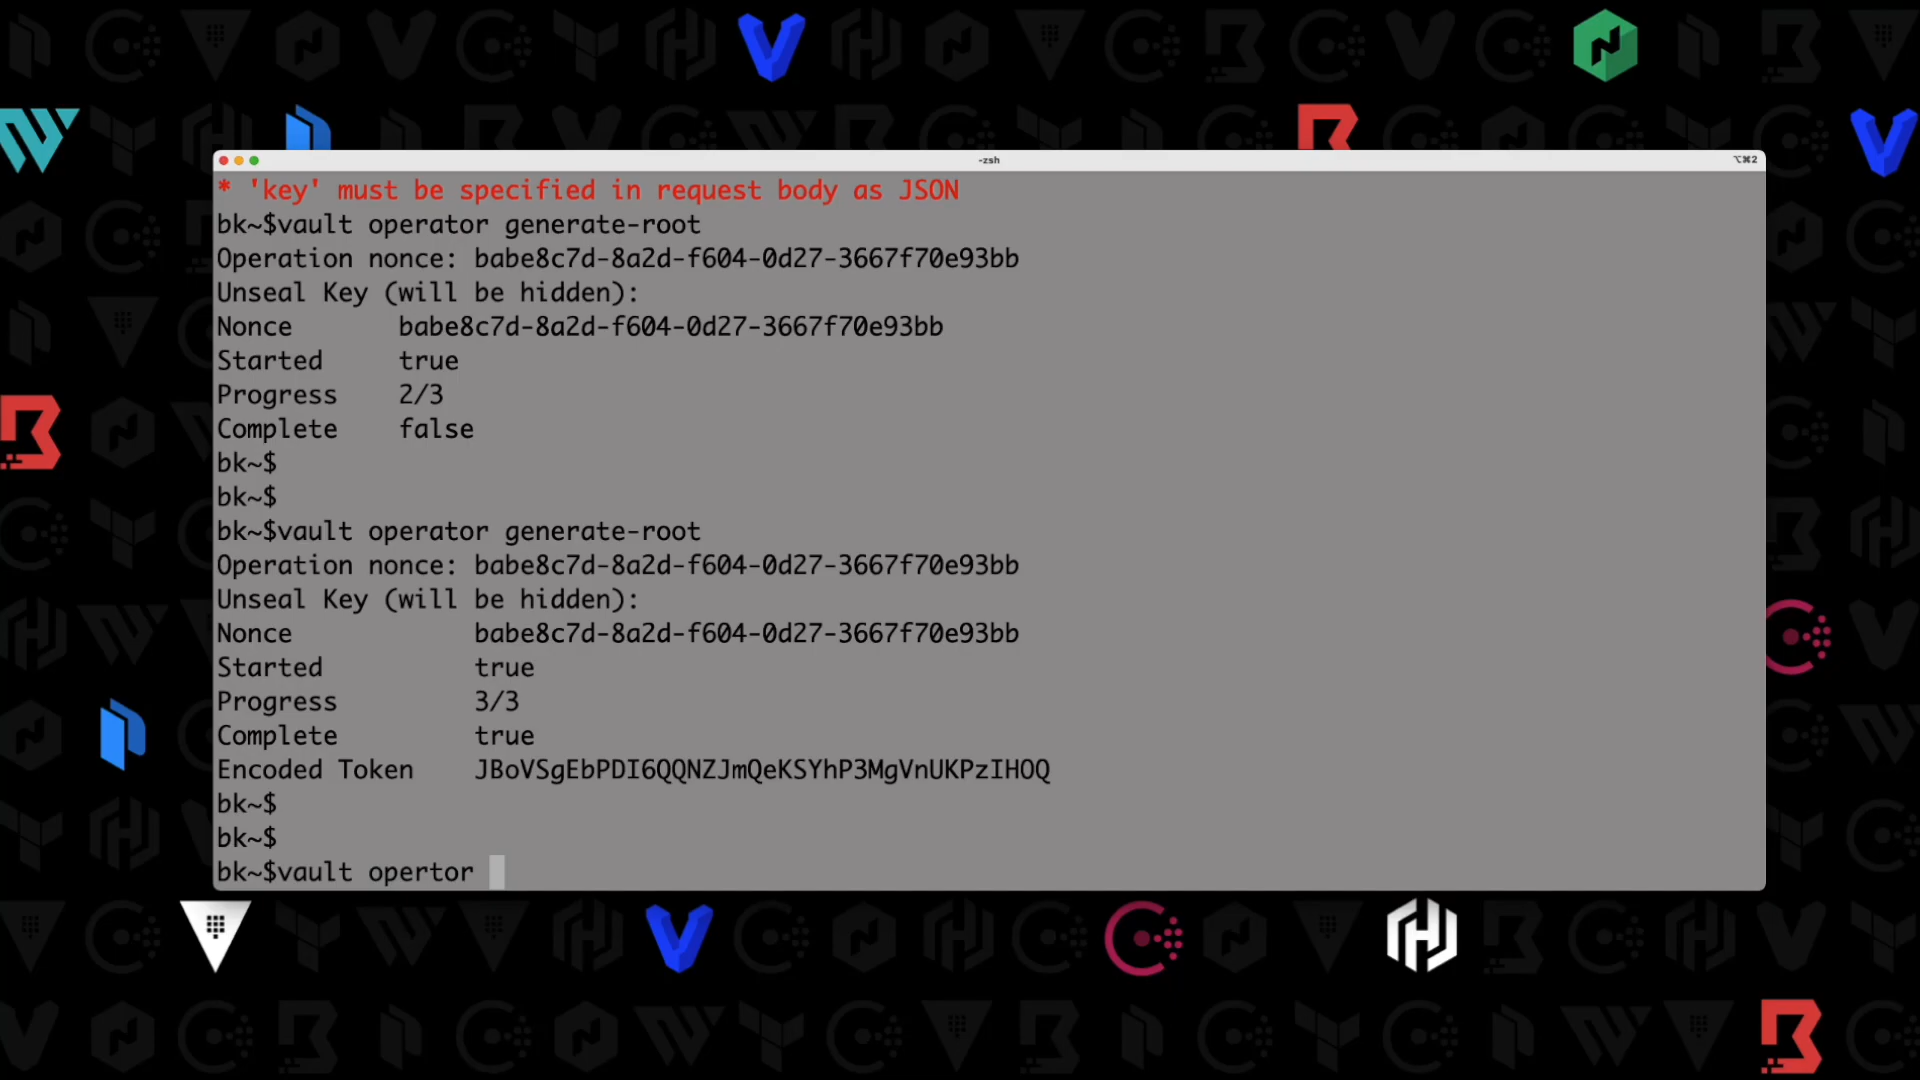 -zsh
⌥⌘2
* 'key' must be specified in request body as JSON
bk~$vault operator generate-root
Operation nonce: babe8c7d-8a2d-f604-0d27-3667f70e93bb
Unseal Key (will be hidden):
Nonce babe8c7d-8a2d-f604-0d27-3667f70e93bb
Started true
Progress 2/3
Complete false
bk~$
bk~$
bk~$vault operator generate-root
Operation nonce: babe8c7d-8a2d-f604-0d27-3667f70e93bb
Unseal Key (will be hidden):
Nonce babe8c7d-8a2d-f604-0d27-3667f70e93bb
Started true
Progress 3/3
Complete true
Encoded Token JBoVSgEbPDI6QQNZJmQeKSYhP3MgVnUKPzIHOQ
bk~$
bk~$
bk~$vault opertor